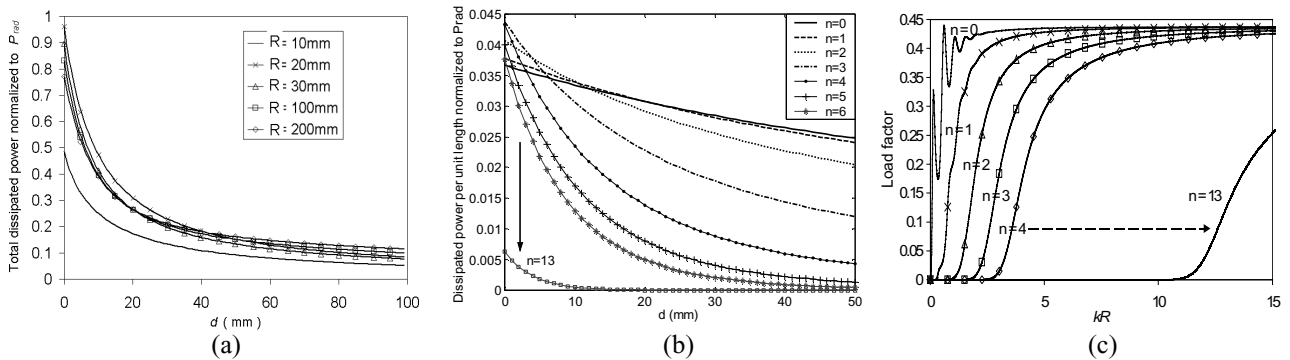 Total dissipated power normalized to Prad
1
0.9
0.8
0.7
0.6
0.5
0.4
0.3
0.2
0.1
0
R = 10mm
R = 20mm
R = 30mm
R = 100mm
R = 200mm
0 20 40 60 80 100
d ( mm )
(a)
Dissipated power per unit length normalized to Prad
0.045
0.04
0.035
0.03
0.025
0.02
0.015
0.01
0.005
0
n=0
n=1
n=2
n=3
n=4
n=5
n=6
n=13
0 10 20 30 40 50
d (mm)
(b)
Load factor
0.45
0.4
0.35
0.3
0.25
0.2
0.15
0.1
0.05
0
n=0
n=1
n=2
n=3
n=4
n=13
0 5 10 15
kR
(c)